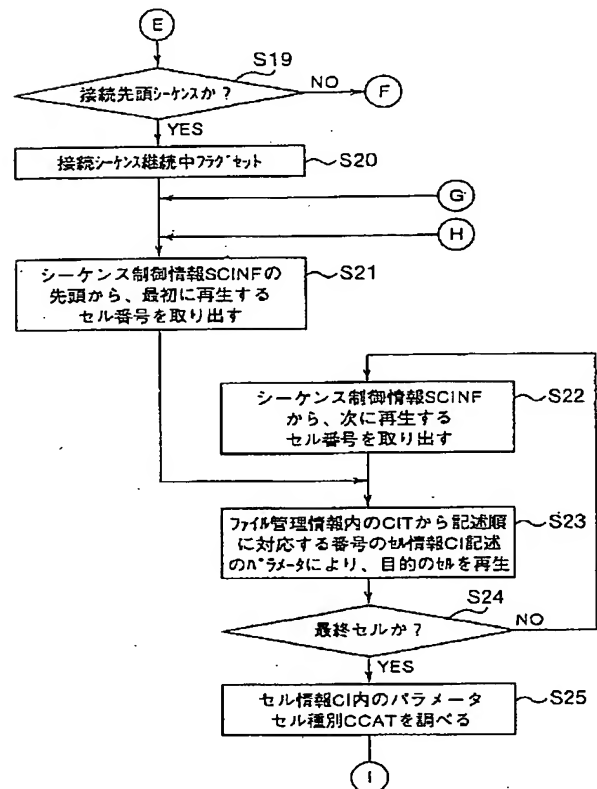 E
S19
接続先頭シーケンスか？
NO
F
YES
接続シーケンス継続中フラグセット
S20
G
H
シーケンス制御情報SCINFの
先頭から、最初に再生する
セル番号を取り出す
S21
シーケンス制御情報SCINF
から、次に再生する
セル番号を取り出す
S22
ファイル管理情報内のCITから記述順
に対応する番号のセル情報CI記述
のパラメータにより、目的のセルを再生
S23
S24
最終セルか？
NO
YES
セル情報CI内のパラメータ
セル種別CCATを調べる
S25
I